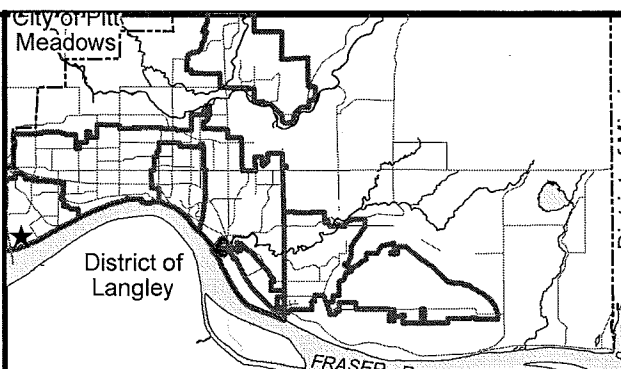 City of Pitt
Meadows
District of
Langley
FRASER